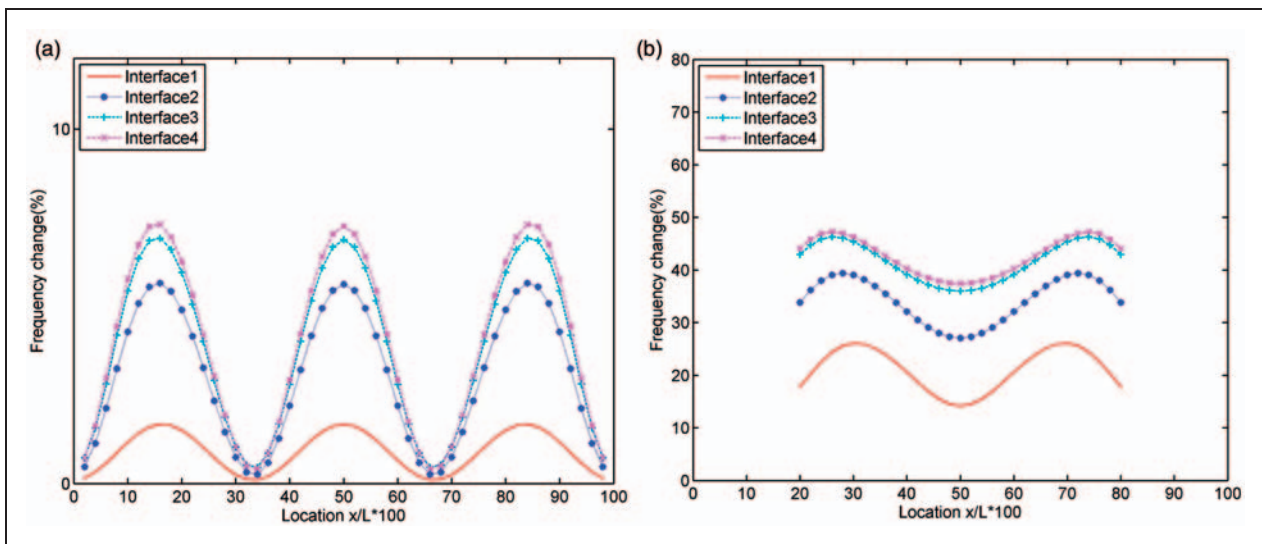 (a)
Interface1
Interface2
Interface3
Interface4
10
0
Frequency change(%)
0 10 20 30 40 50 60 70 80 90 100
Location x/L*100
(b)
Interface1
Interface2
Interface3
Interface4
80
70
60
50
40
30
20
10
0
Frequency change(%)
0 10 20 30 40 50 60 70 80 90 100
Location x/L*100